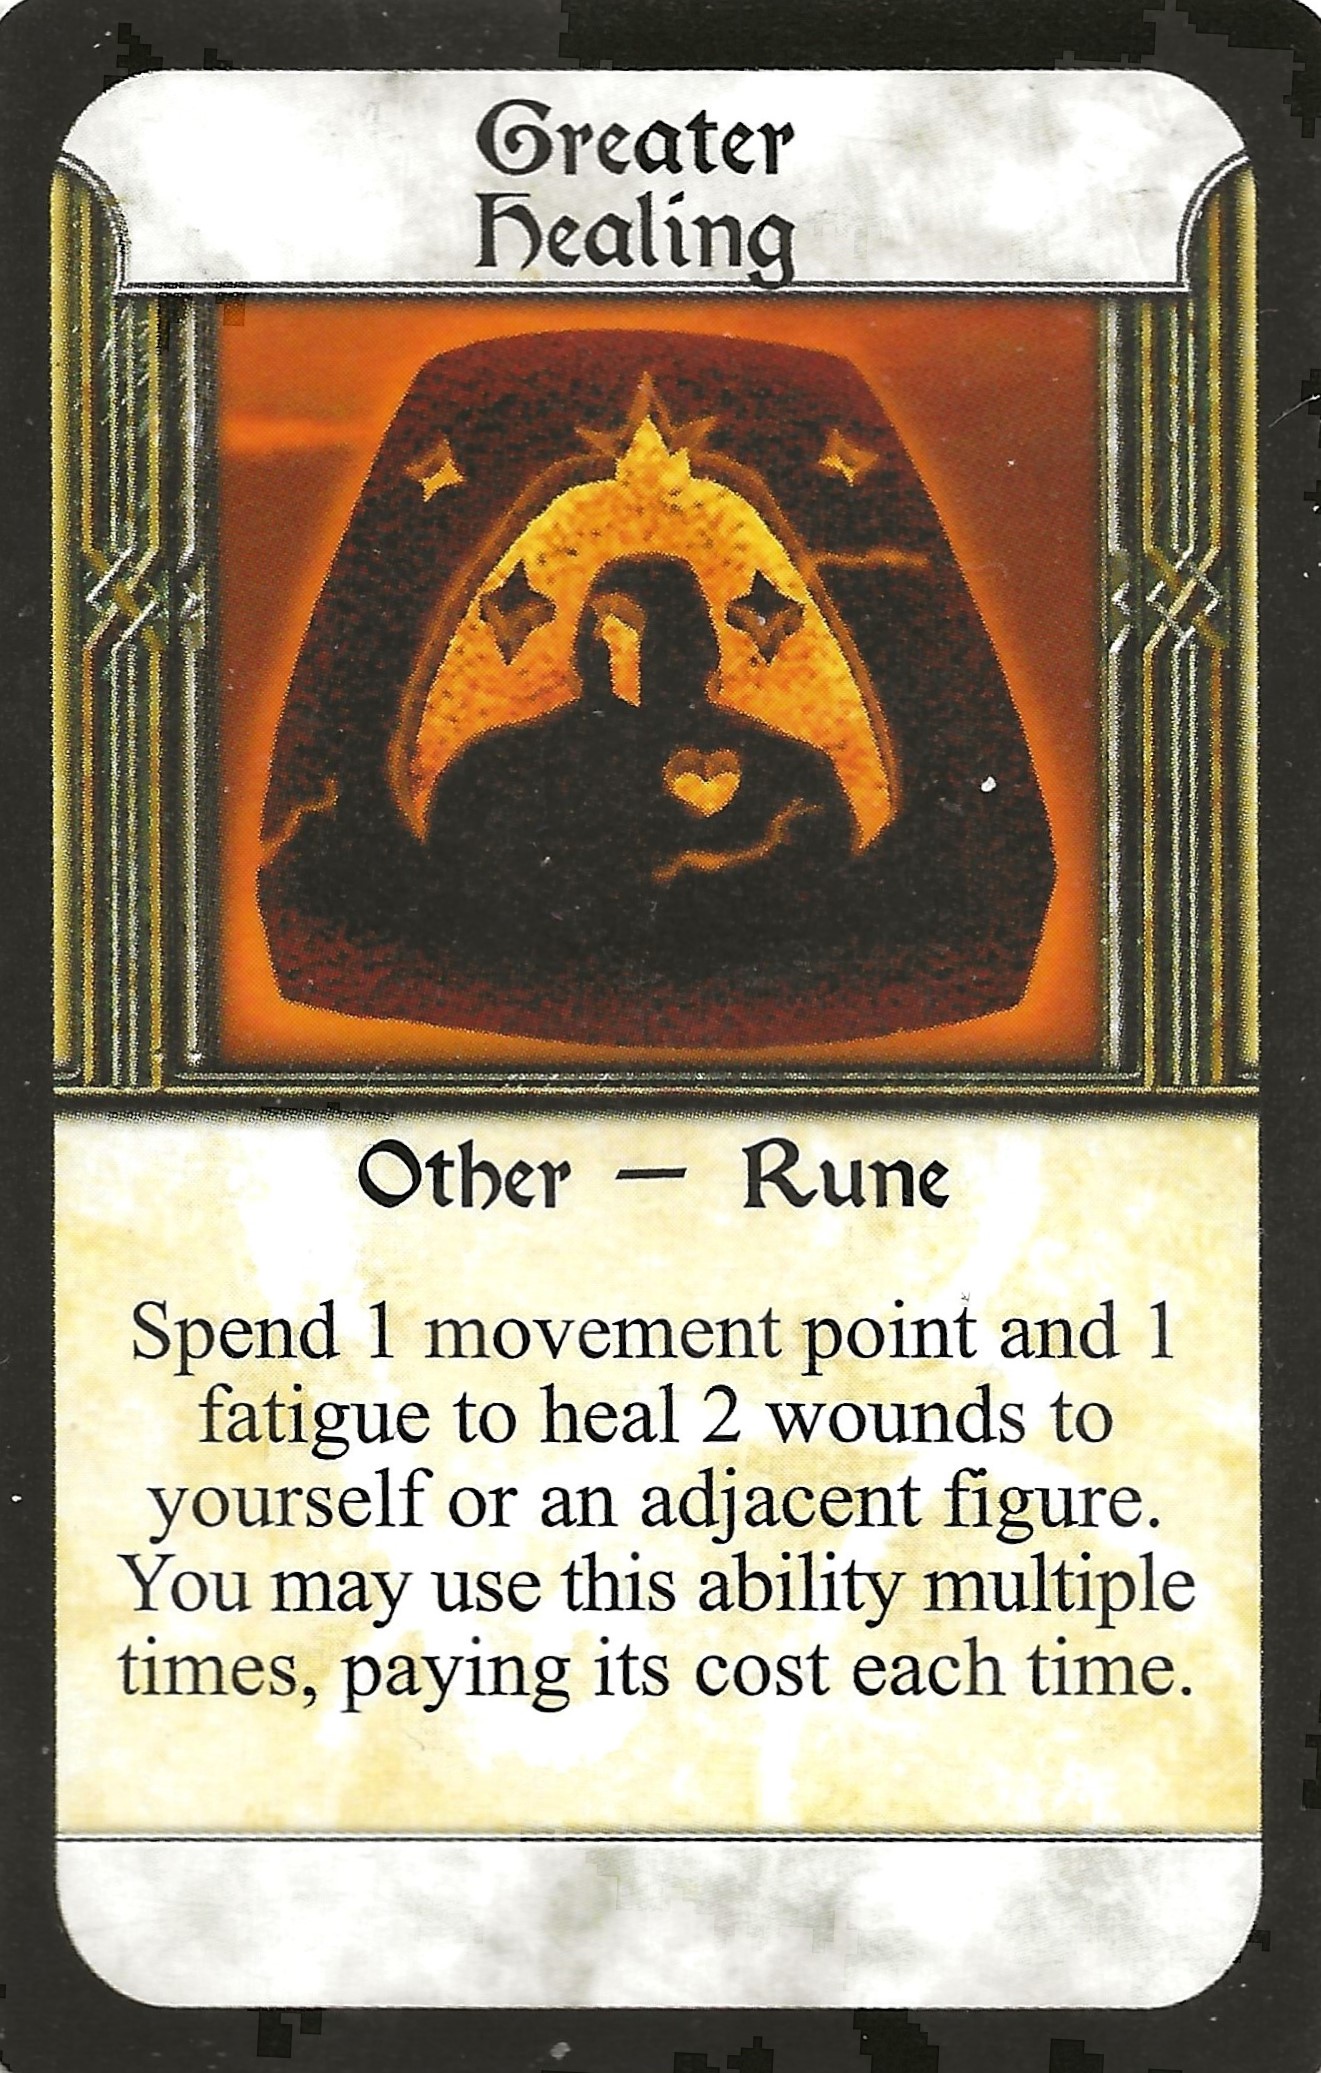 Greater
Healing
Other — Rune
Spend 1 movement point and 1
fatigue to heal 2 wounds to
yourself or an adjacent figure.
You may use this ability multiple
times, paying its cost each time.